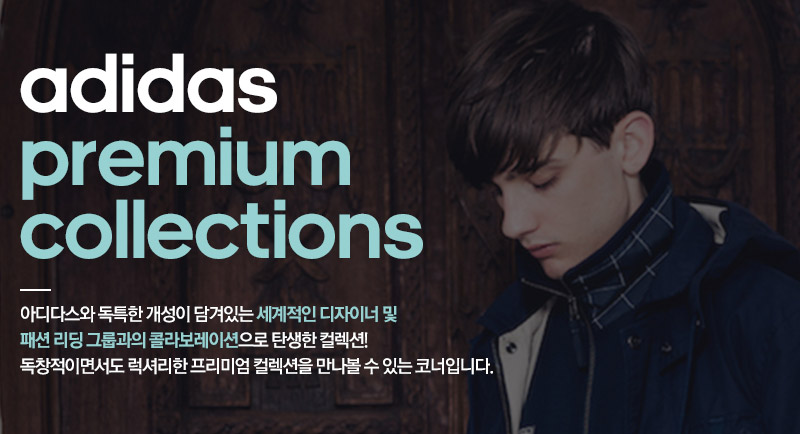 adidas
premium
collections
아디다스와 독특한 개성이 담겨있는 세계적인 디자이너 및
패션 리딩 그룹과의 콜라보레이션으로 탄생한 컬렉션!
독창적이면서도 럭셔리한 프리미엄 컬렉션을 만나볼 수 있는 코너입니다.